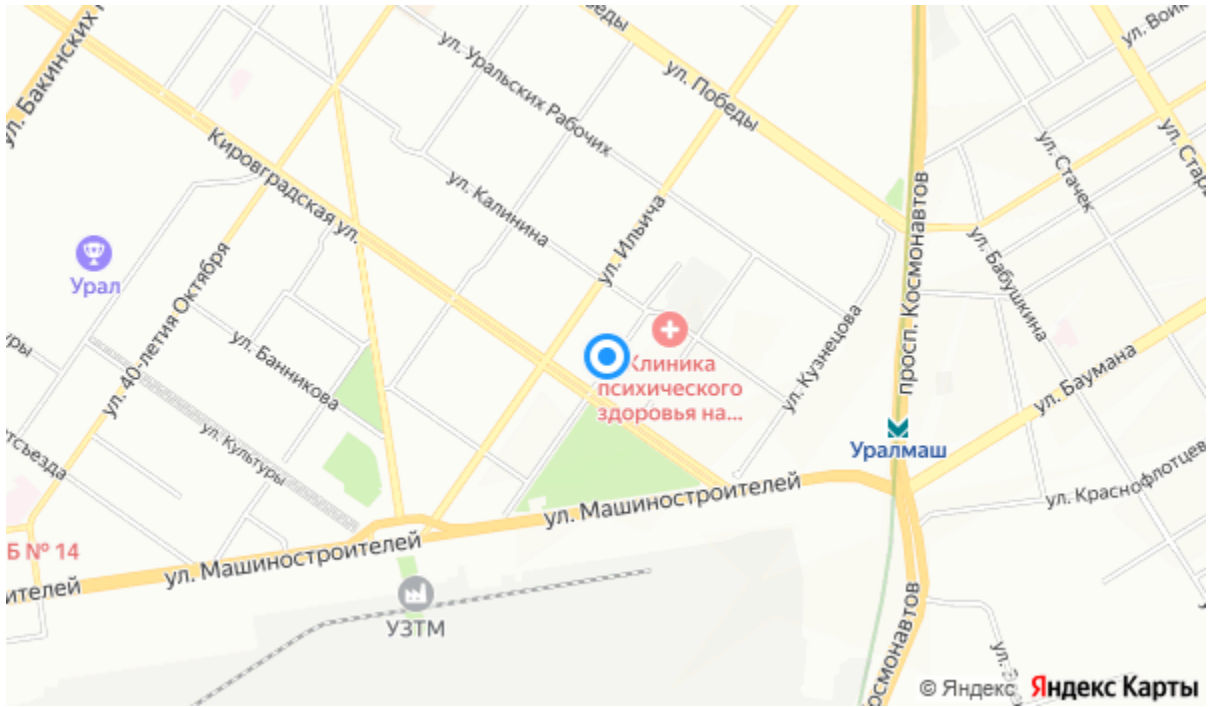 ул. Бакинских
Кировградская ул.
ул. Уральских Рабочих
ул. Победы
ул. Калинина
ул. Ильича
ул. Стачек
ул. Бабушкина
просп. Космонавтов
ул. Баумана
ул. Кузнецова
Урал
ул. 40-летия Октября
ул. Банникова
ул. Культуры
Клиника
психического
здоровья на...
Уралмаш
ул. Краснофлотцев
ул. Машиностроителей
ул. Машиностроителей
Б № 14
ителей
УЗТМ
осмонавтов
© Яндекс Яндекс Карты